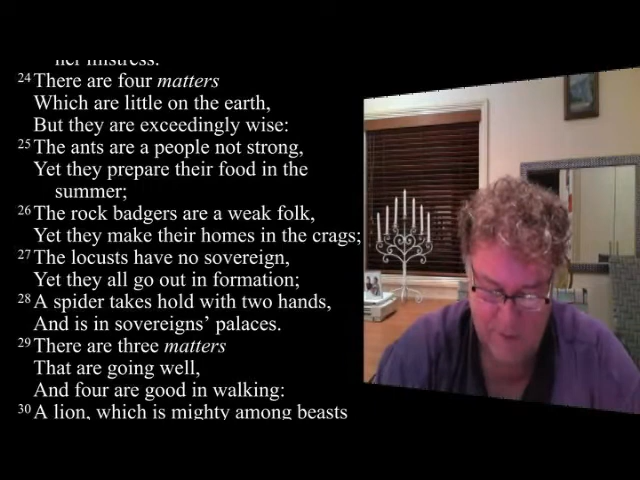 her mistress.
24 There are four matters
Which are little on the earth,
But they are exceedingly wise:
25 The ants are a people not strong,
Yet they prepare their food in the
summer;
26 The rock badgers are a weak folk,
Yet they make their homes in the crags;
27 The locusts have no sovereign,
Yet they all go out in formation;
28 A spider takes hold with two hands,
And is in sovereigns’ palaces.
29 There are three matters
That are going well,
And four are good in walking:
30 A lion, which is mighty among beasts